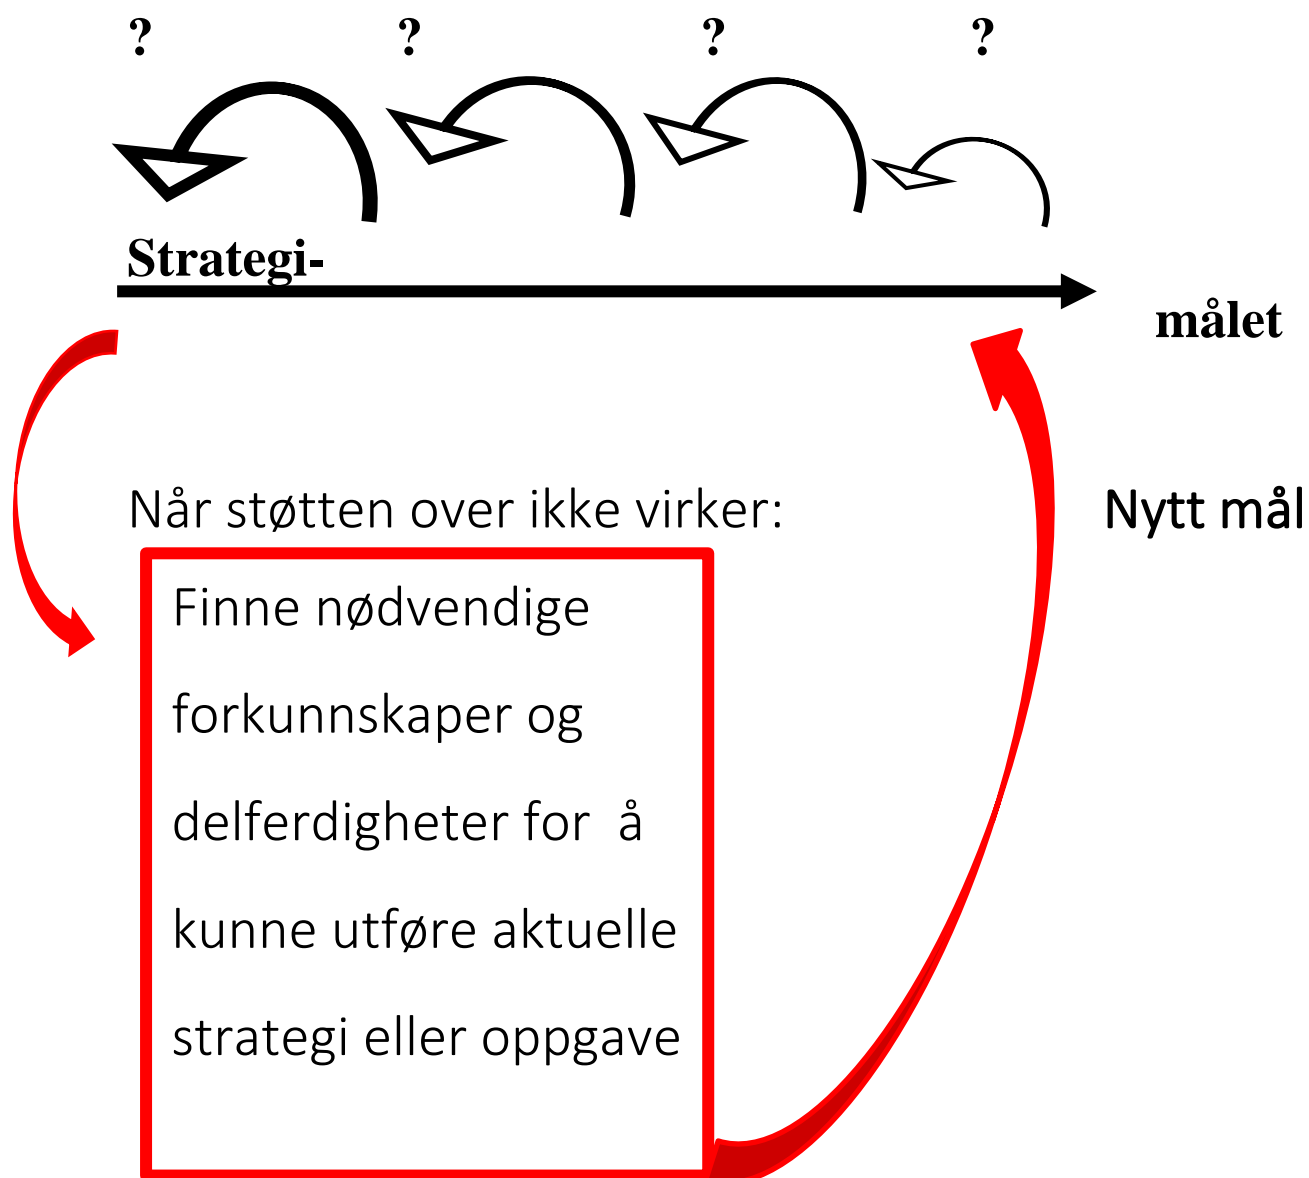 ? ? ? ?
Strategi-
målet
Når støtten over ikke virker:
Nytt mål
Finne nødvendige
forkunnskaper og
delferdigheter for å
kunne utføre aktuelle
strategi eller oppgave